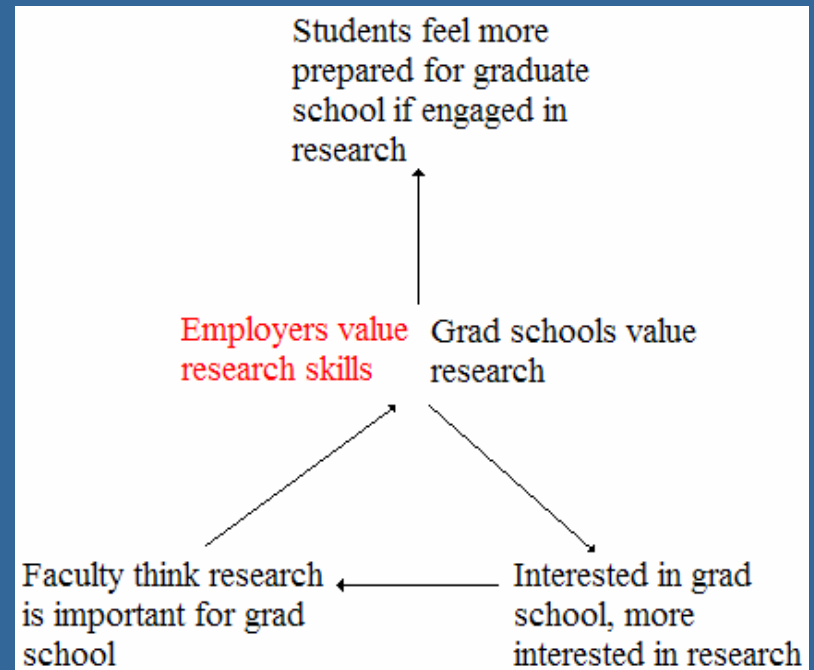 Students feel more
prepared for graduate
school if engaged in
research
Employers value
research skills
Grad schools value
research
Faculty think research
is important for grad
school
Interested in grad
school, more
interested in research